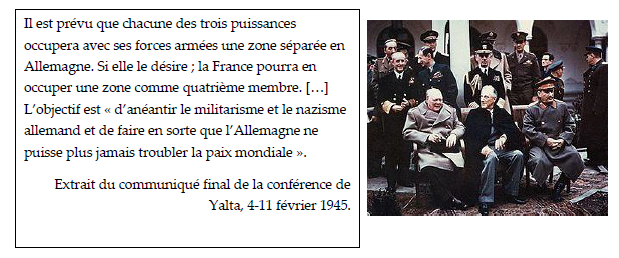 Il est prévu que chacune des trois puissances
occupera avec ses forces armées une zone séparée en
Allemagne. Si elle le désire ; la France pourra en
occuper une zone comme quatrième membre. […]
L’objectif est « d’anéantir le militarisme et le nazisme
allemand et de faire en sorte que l’Allemagne ne
puisse plus jamais troubler la paix mondiale ».
Extrait du communiqué final de la conférence de
Yalta, 4-11 février 1945.